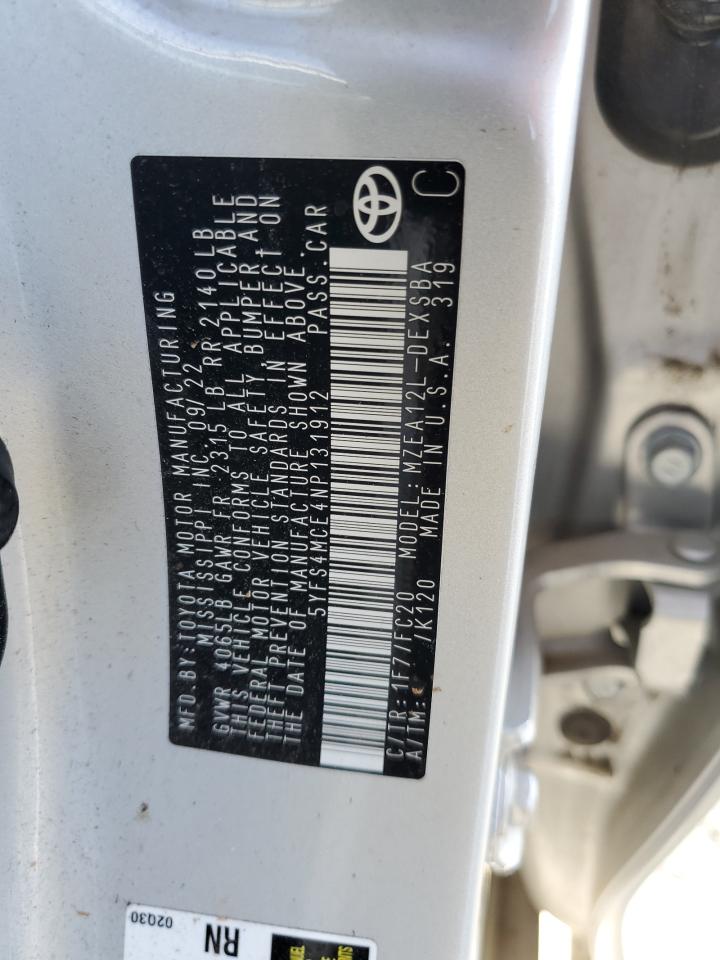 MFD.BY:TOYOTA MOTOR MANUFACTURING
MISSISSIPPI INC. 09/22
GVWR 4065LB GAWR FR 2315 LB RR 2140 LB
THIS VEHICLE CONFORMS TO ALL APPLICABLE
FEDERAL MOTOR VEHICLE SAFETY, BUMPER, AND
THEFT PREVENTION STANDARDS IN EFFECT ON
THE DATE OF MANUFACTURE SHOWN ABOVE.
5YFS4MCE4NP131912 PASS.CAR
C/TR:1F7/FC20 MODEL:MZEA12L-DEXSBA
A/TM: /K120 MADE IN U.S.A. 319
C
02Q30
RN